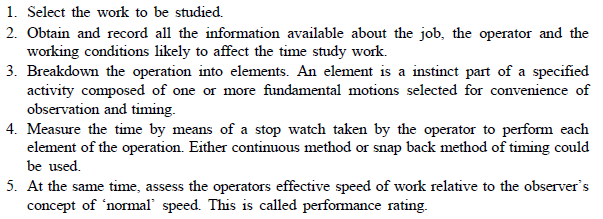 1. Select the work to be studied.
2. Obtain and record all the information available about the job, the operator and the
working conditions likely to affect the time study work.
3. Breakdown the operation into elements. An element is a instinct part of a specified
activity composed of one or more fundamental motions selected for convenience of
observation and timing.
4. Measure the time by means of a stop watch taken by the operator to perform each
element of the operation. Either continuous method or snap back method of timing could
be used.
5. At the same time, assess the operators effective speed of work relative to the observer's
concept of ‘normal’ speed. This is called performance rating.